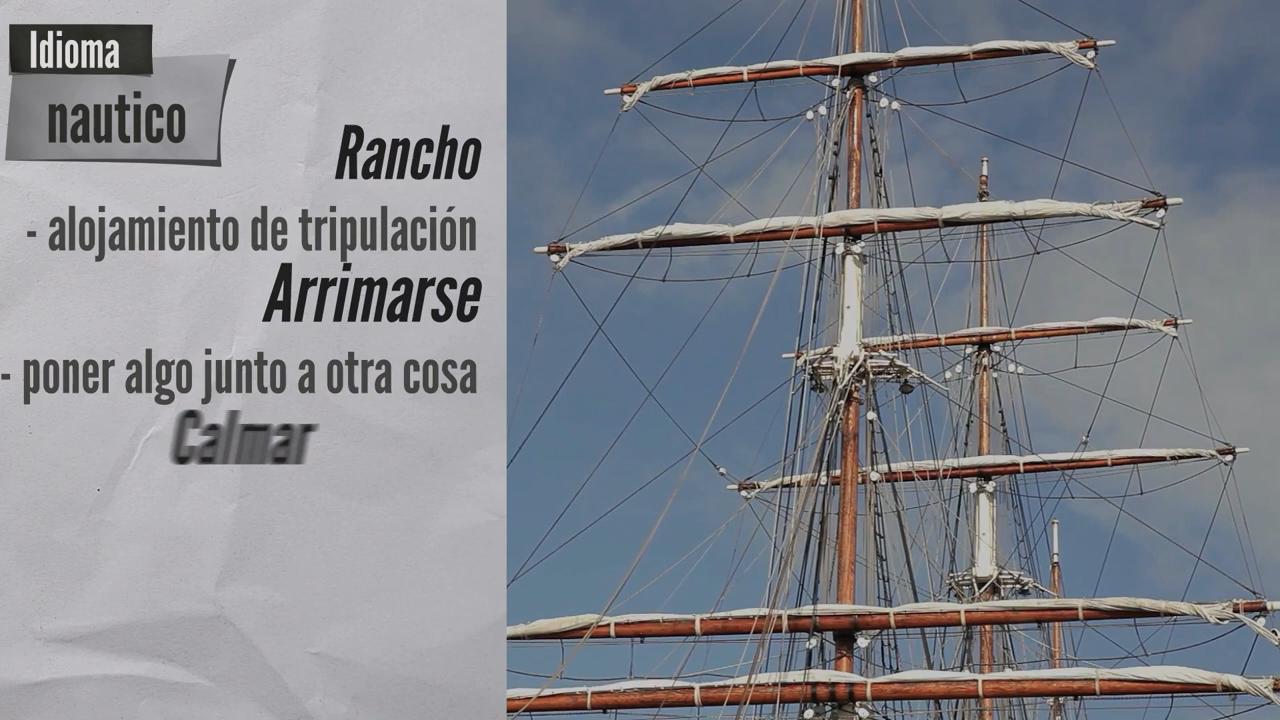 Idioma
nautico
Rancho
- alojamiento de tripulación
Arrimarse
- poner algo junto a otra cosa
Calmar